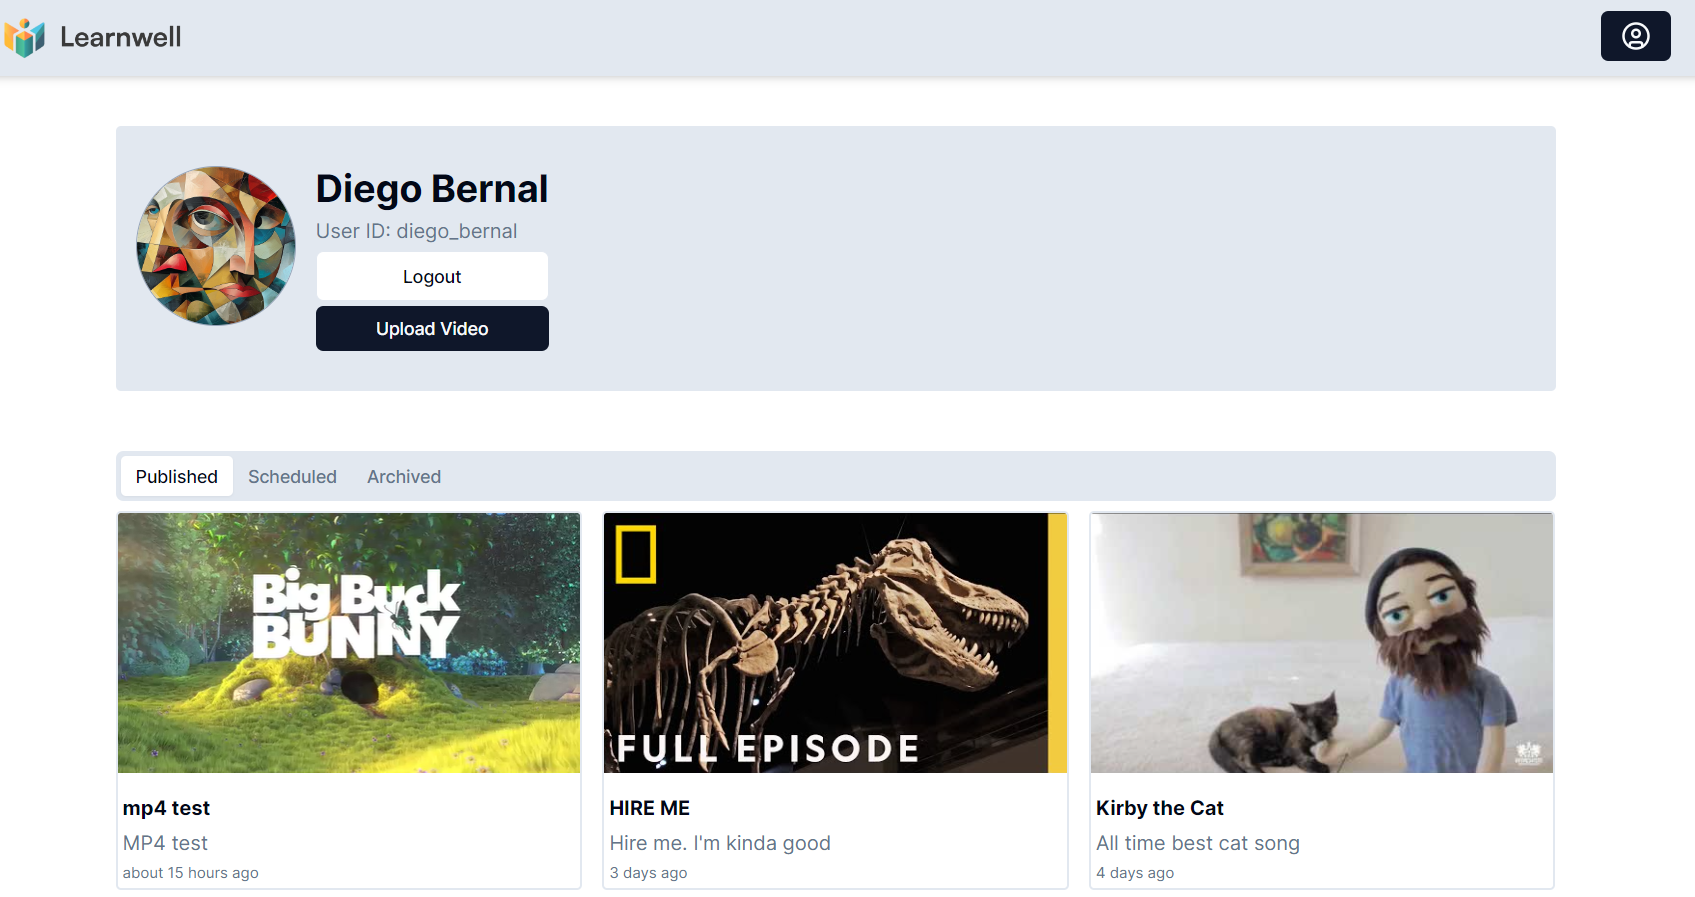 Learnwell
Diego Bernal
User ID: diego_bernal
Logout
Upload Video
Published Scheduled Archived
Big Buck
BUNNY
FULL EPISODE
mp4 test
MP4 test
about 15 hours ago
HIRE ME
Hire me. I'm kinda good
3 days ago
Kirby the Cat
All time best cat song
4 days ago